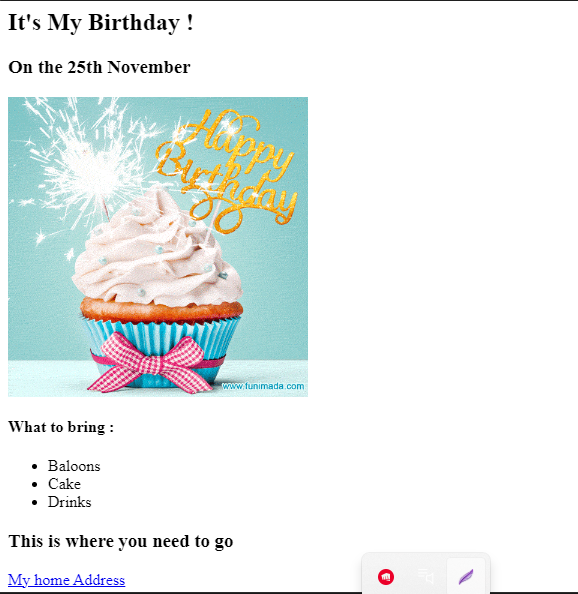 It's My Birthday !
On the 25th November
Happy
Birthday
www.funimada.com
What to bring :
Baloons
Cake
Drinks
This is where you need to go
My home Address